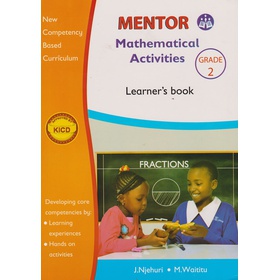 New
Competency
Based
Curriculum
MENTOR
Mathematical
Activities
GRADE
2
Learner's book
KICD
FRACTIONS
Developing core
competencies by;
Learning
experiences
Hands on
activities
J.Njehuri • M.Waititu